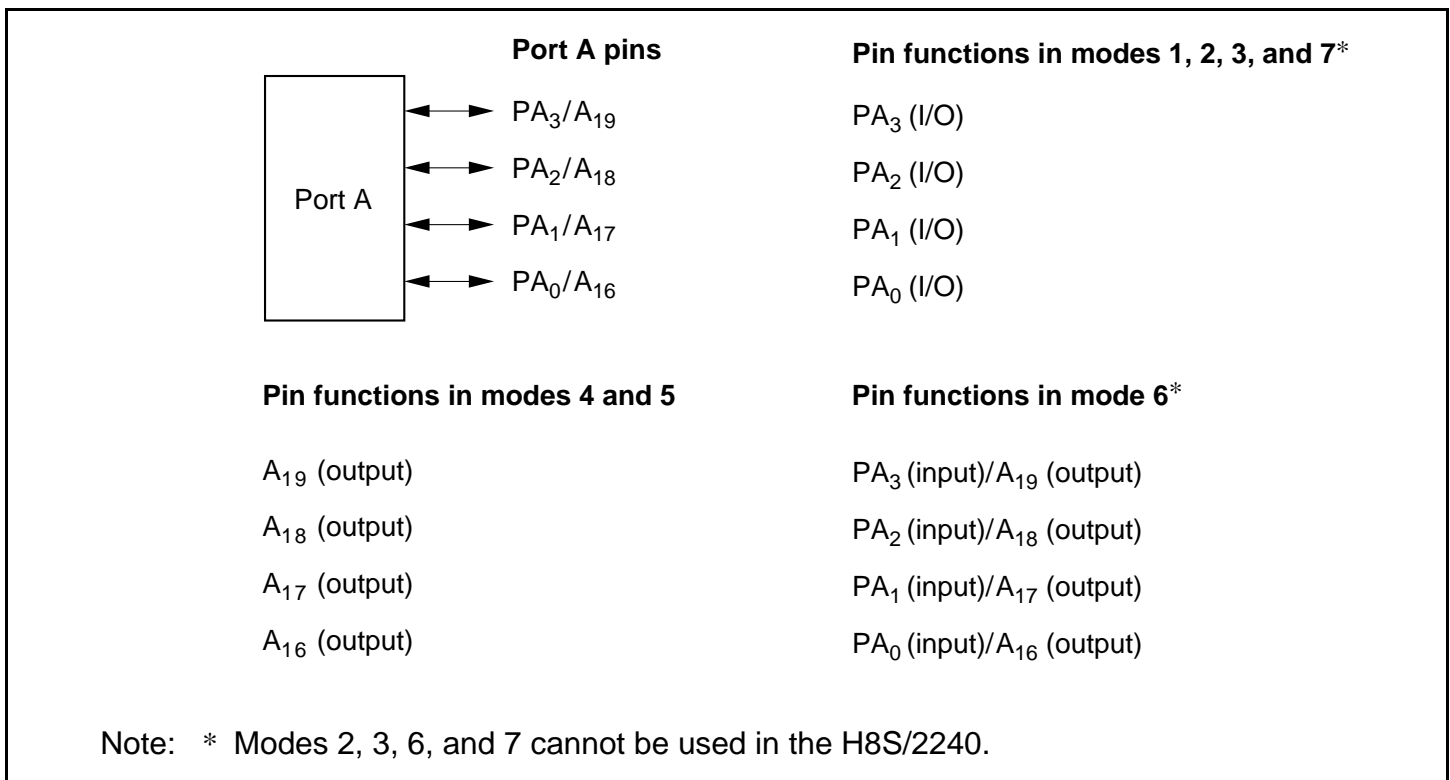 Port A pins
Pin functions in modes 1, 2, 3, and 7*
Port A
PA3/A19
PA3 (I/O)
PA2/A18
PA2 (I/O)
PA1/A17
PA1 (I/O)
PA0/A16
PA0 (I/O)
Pin functions in modes 4 and 5
A19 (output)
A18 (output)
A17 (output)
A16 (output)
Pin functions in mode 6*
PA3 (input)/A19 (output)
PA2 (input)/A18 (output)
PA1 (input)/A17 (output)
PA0 (input)/A16 (output)
Note: * Modes 2, 3, 6, and 7 cannot be used in the H8S/2240.